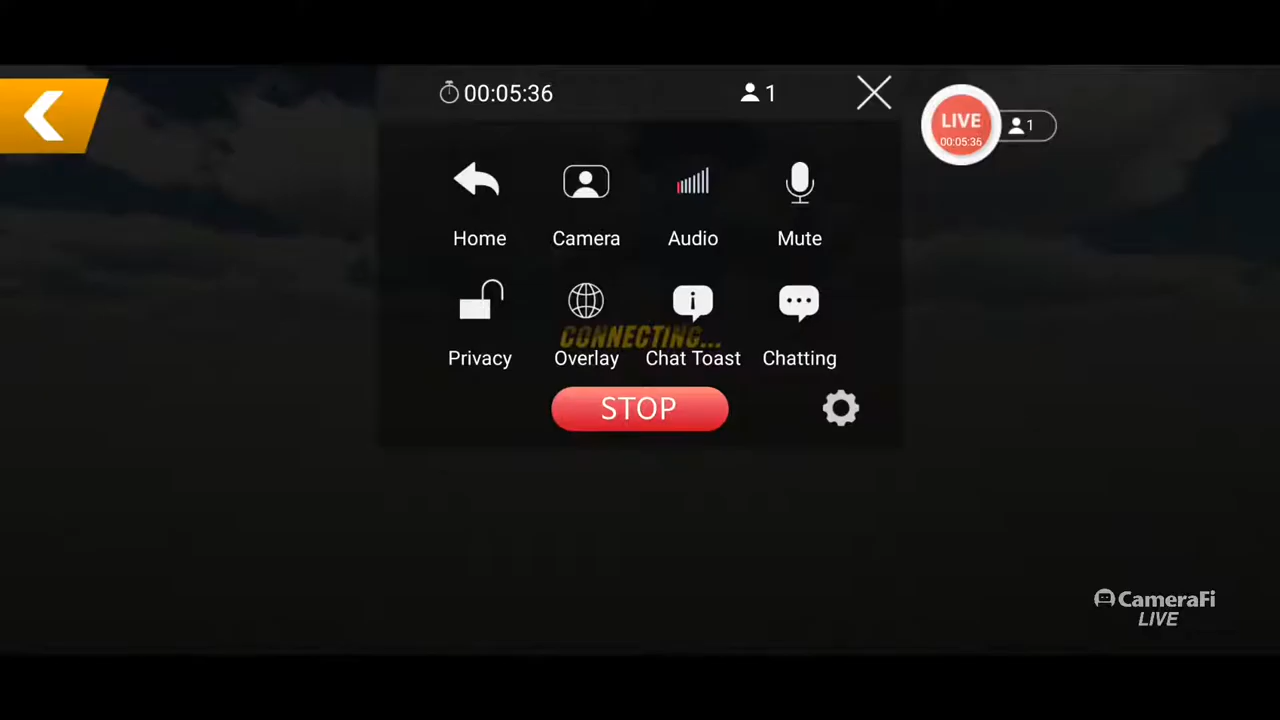 00:05:36
1
LIVE
00:05:36
1
Home
Camera
Audio
Mute
CONNECTING...
Privacy
Overlay
Chat Toast
Chatting
STOP
CameraFi
LIVE